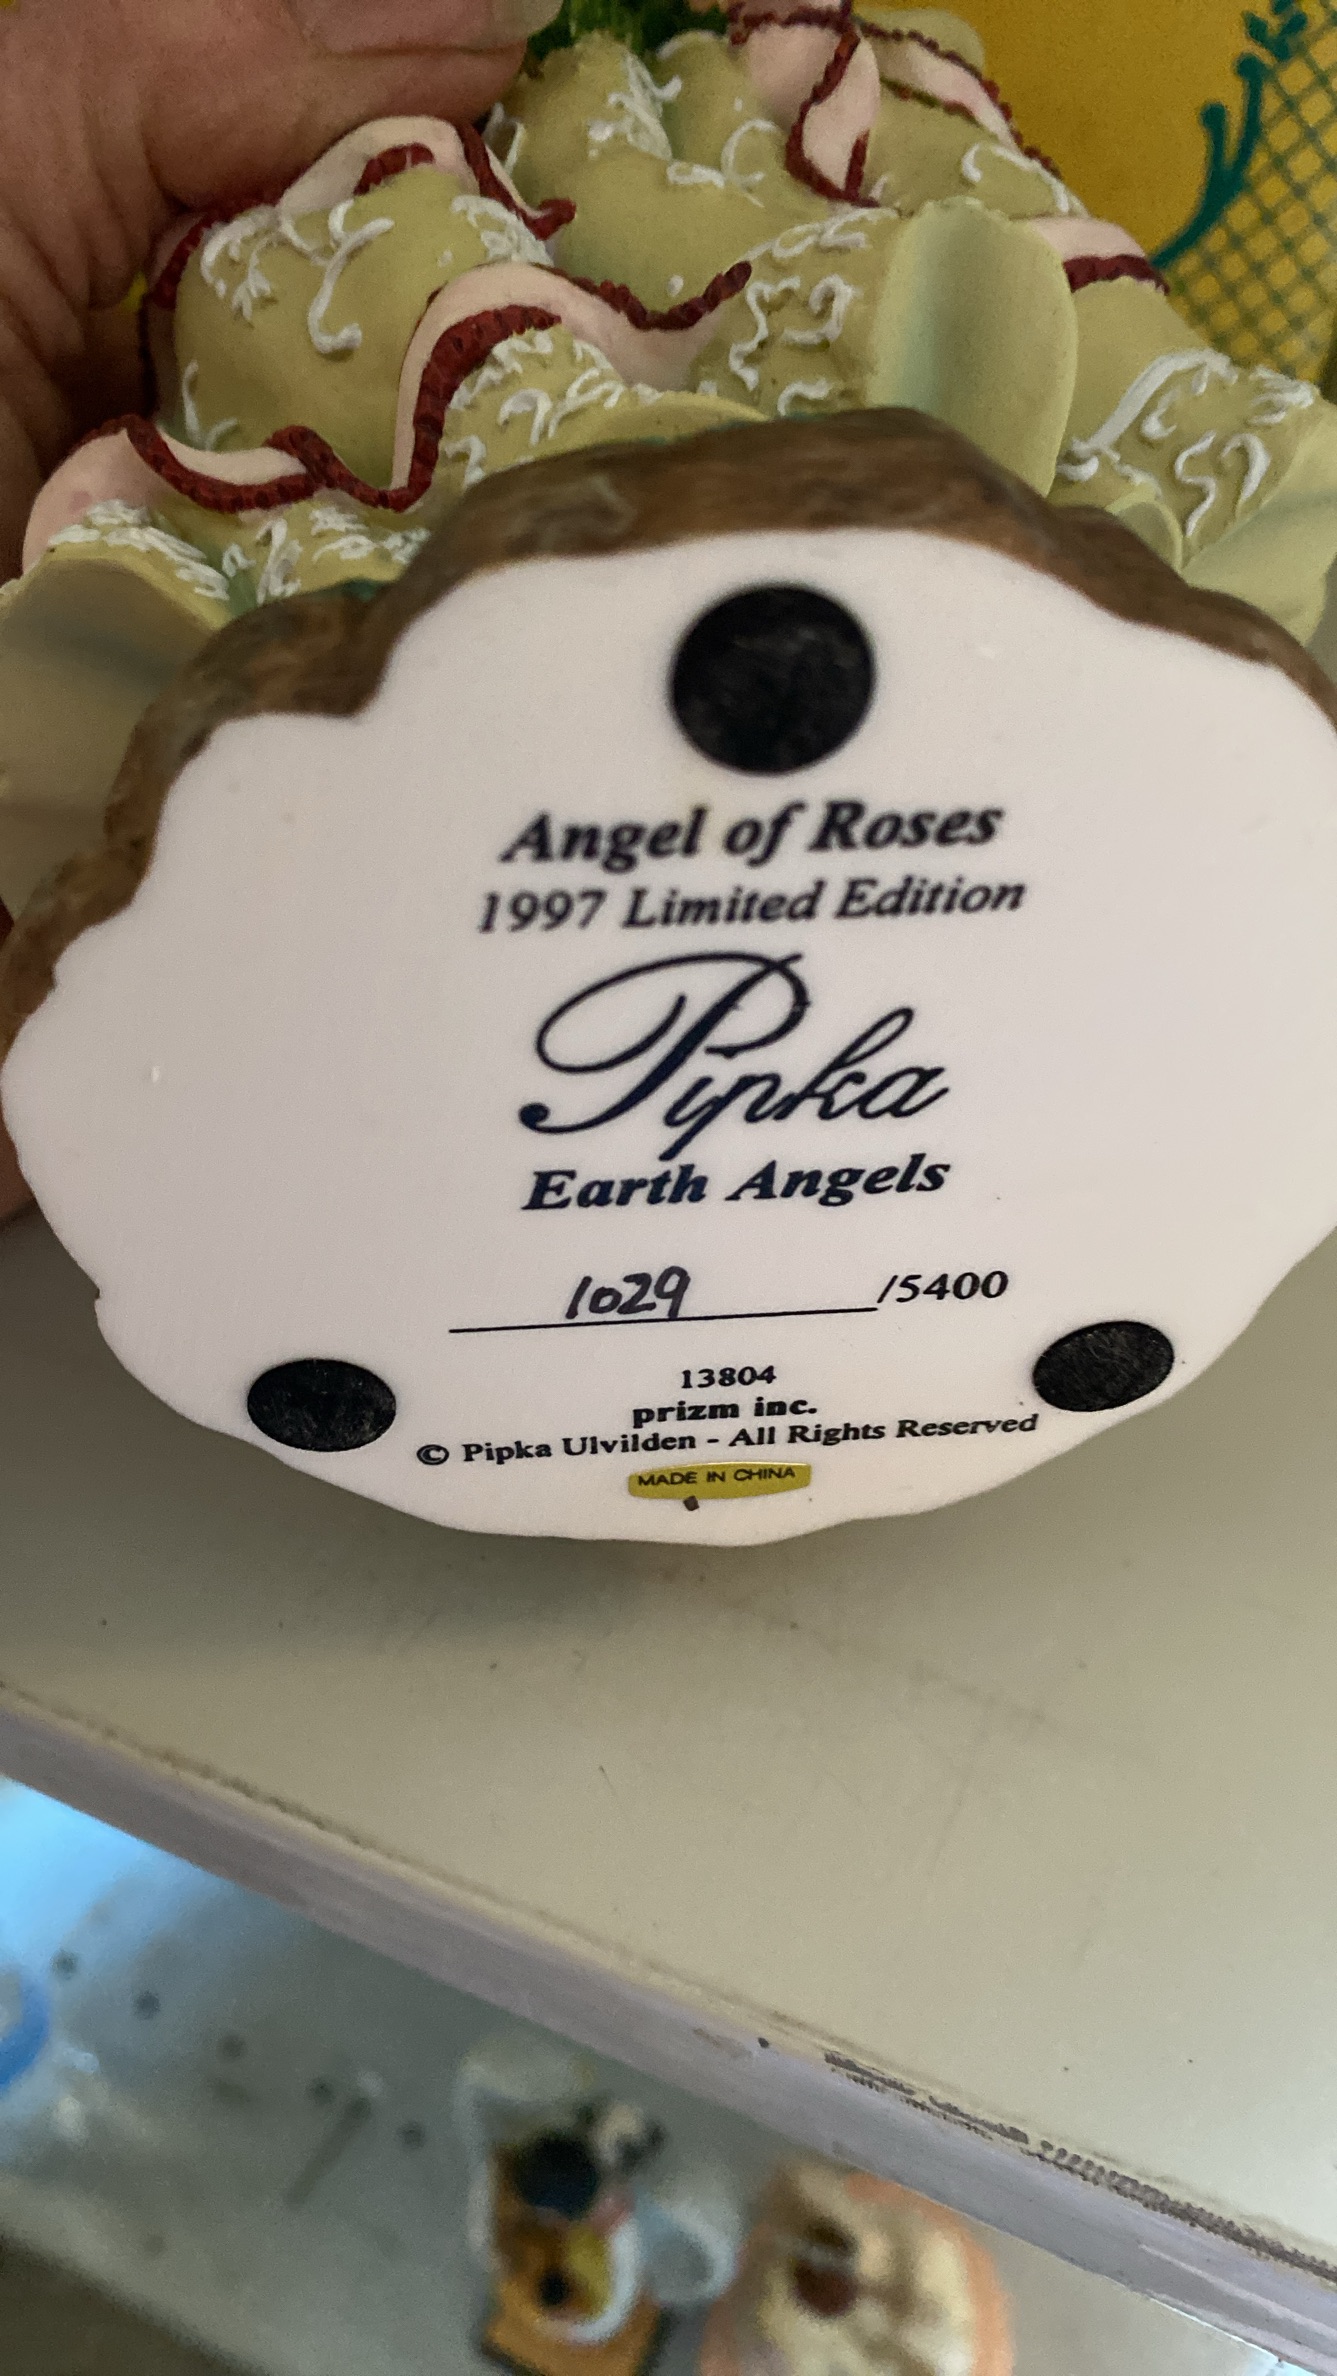 Angel of Roses
1997 Limited Edition
Pipka
Earth Angels
1029 /5400
13804
prizm inc.
© Pipka Ulvilden - All Rights Reserved
MADE IN CHINA